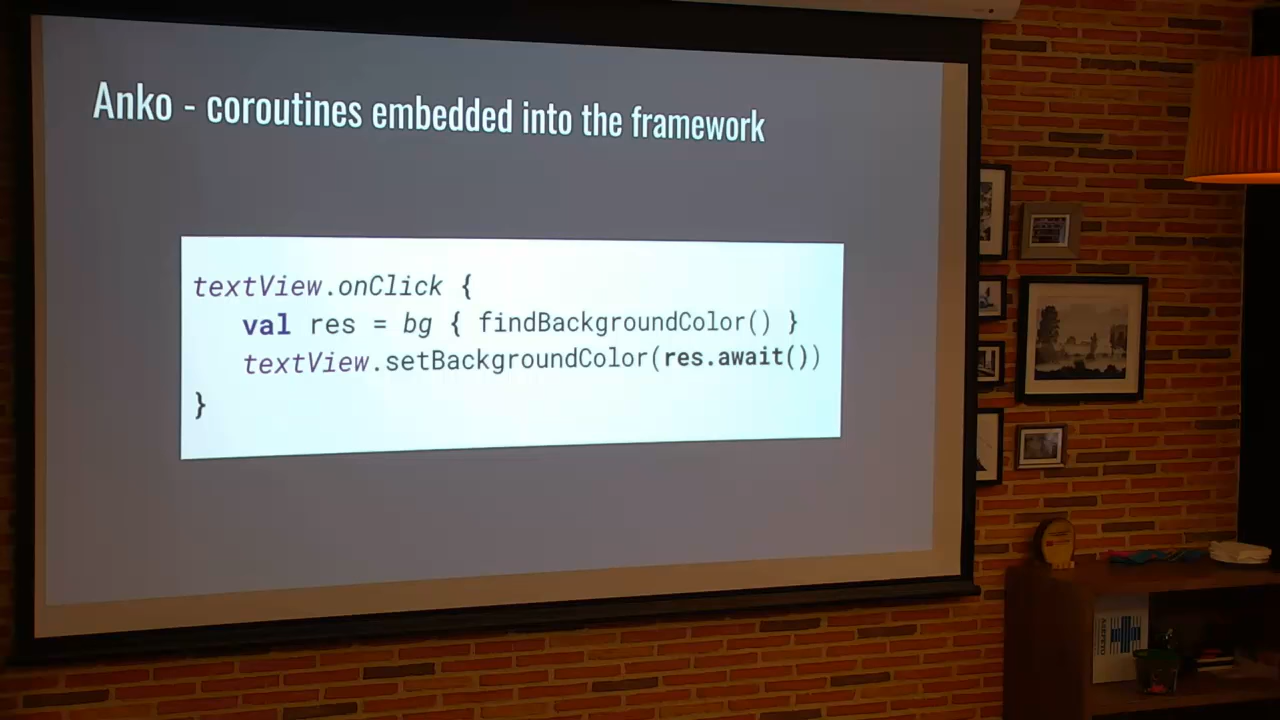 Anko - coroutines embedded into the framework
textView.onClick {
val res = bg { findBackgroundColor() }
textView.setBackgroundColor(res.await())
}